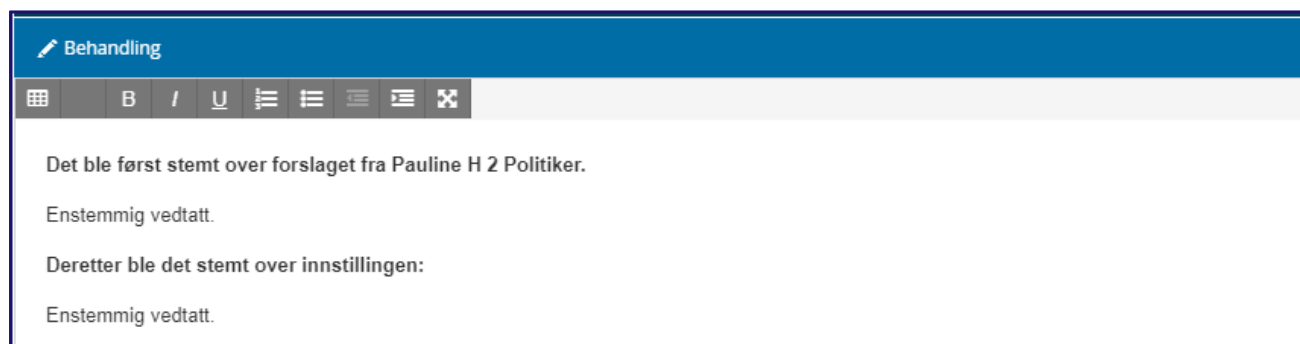 Behandling
B I U
Det ble først stemt over forslaget fra Pauline H 2 Politiker.
Enstemmig vedtatt.
Deretter ble det stemt over innstillingen:
Enstemmig vedtatt.